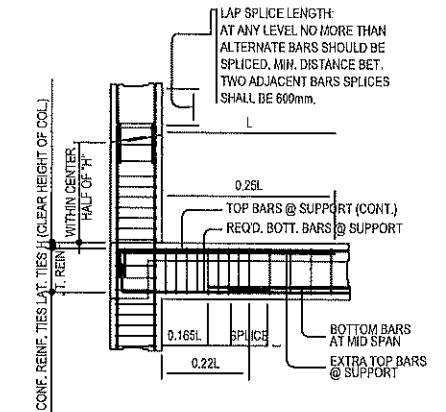 LAP SPLICE LENGTH:
AT ANY LEVEL NO MORE THAN
ALTERNATE BARS SHOULD BE
SPLICED, MIN. DISTANCE BET.
TWO ADJACENT BARS SPLICES
SHALL BE 600mm.
L
0.25L
TOP BARS @ SUPPORT (CONT.)
REQ'D. BOTT. BARS @ SUPPORT
WITHIN CENTER
HALF OF "H"
H (CLEAR HEIGHT OF COL.)
LAT. TIES
CONF. REINF. TIES
JT. REIN
0.165L
SPLICE
0.22L
BOTTOM BARS
AT MID SPAN
EXTRA TOP BARS
@ SUPPORT